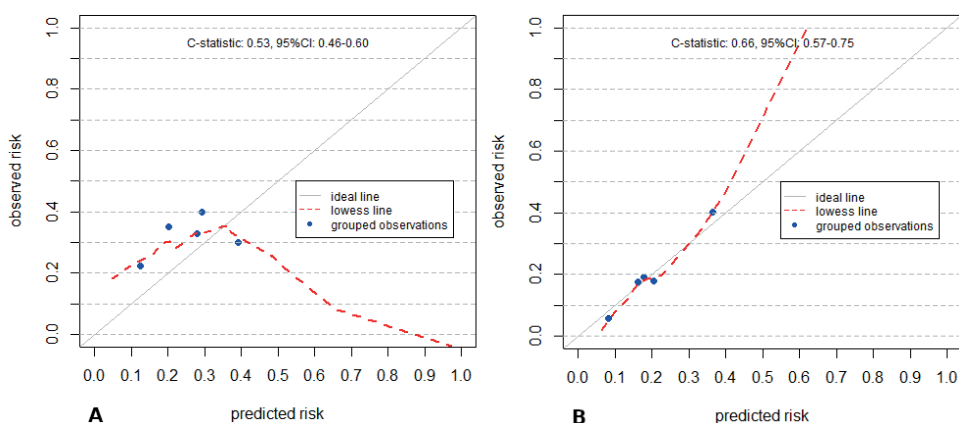 C-statistic: 0.53, 95%CI: 0.46-0.60
observed risk
1.0
0.8
0.6
0.4
0.2
0.0
ideal line
lowess line
grouped observations
0.0 0.1 0.2 0.3 0.4 0.5 0.6 0.7 0.8 0.9 1.0
A
predicted risk
C-statistic: 0.66, 95%CI: 0.57-0.75
observed risk
1.0
0.8
0.6
0.4
0.2
0.0
ideal line
lowess line
grouped observations
0.0 0.1 0.2 0.3 0.4 0.5 0.6 0.7 0.8 0.9 1.0
B
predicted risk